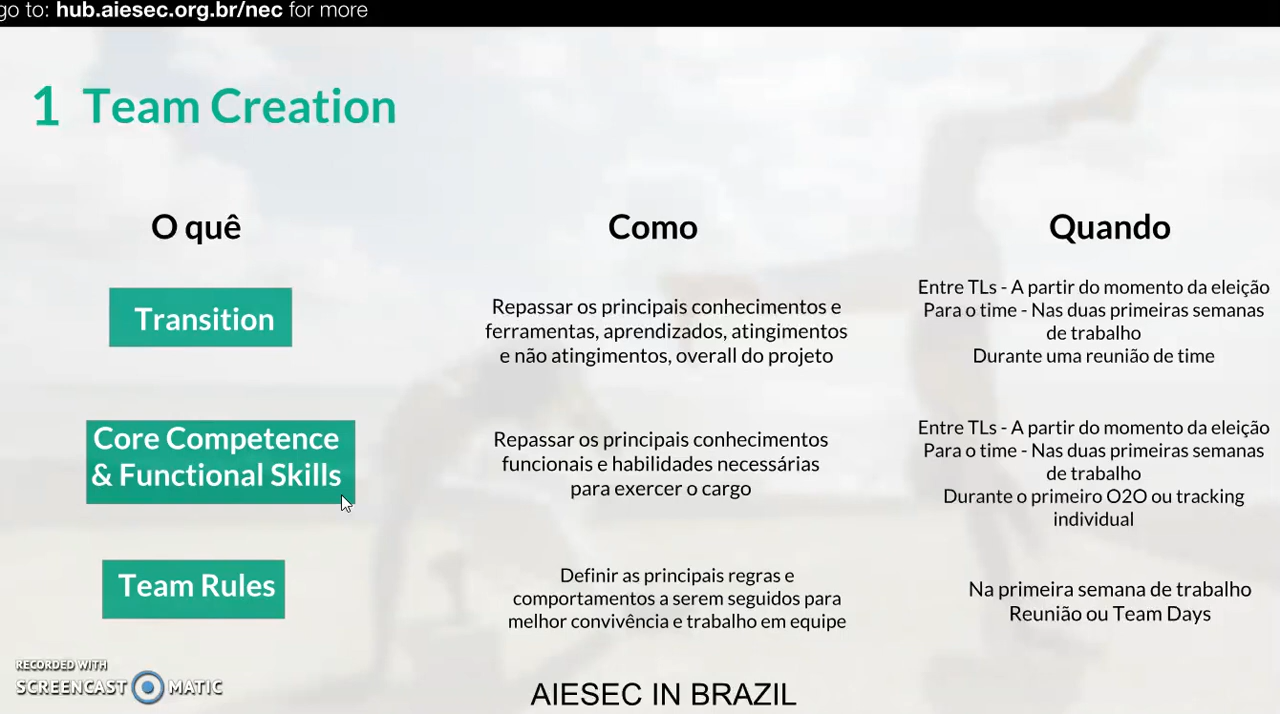 go to: hub.aiesec.org.br/nec for more
1 Team Creation
O quê
Como
Quando
Transition
Repassar os principais conhecimentos e
ferramentas, aprendizados, atingimentos
e não atingimentos, overall do projeto
Entre TLs - A partir do momento da eleição
Para o time - Nas duas primeiras semanas
de trabalho
Durante uma reunião de time
Core Competence
& Functional Skills
Repassar os principais conhecimentos
funcionais e habilidades necessárias
para exercer o cargo
Entre TLs - A partir do momento da eleição
Para o time - Nas duas primeiras semanas
de trabalho
Durante o primeiro O2O ou tracking
individual
Team Rules
Definir as principais regras e
comportamentos a serem seguidos para
melhor convivência e trabalho em equipe
Na primeira semana de trabalho
Reunião ou Team Days
RECORDED WITH
SCREENCAST MATIC
AIESEC IN BRAZIL